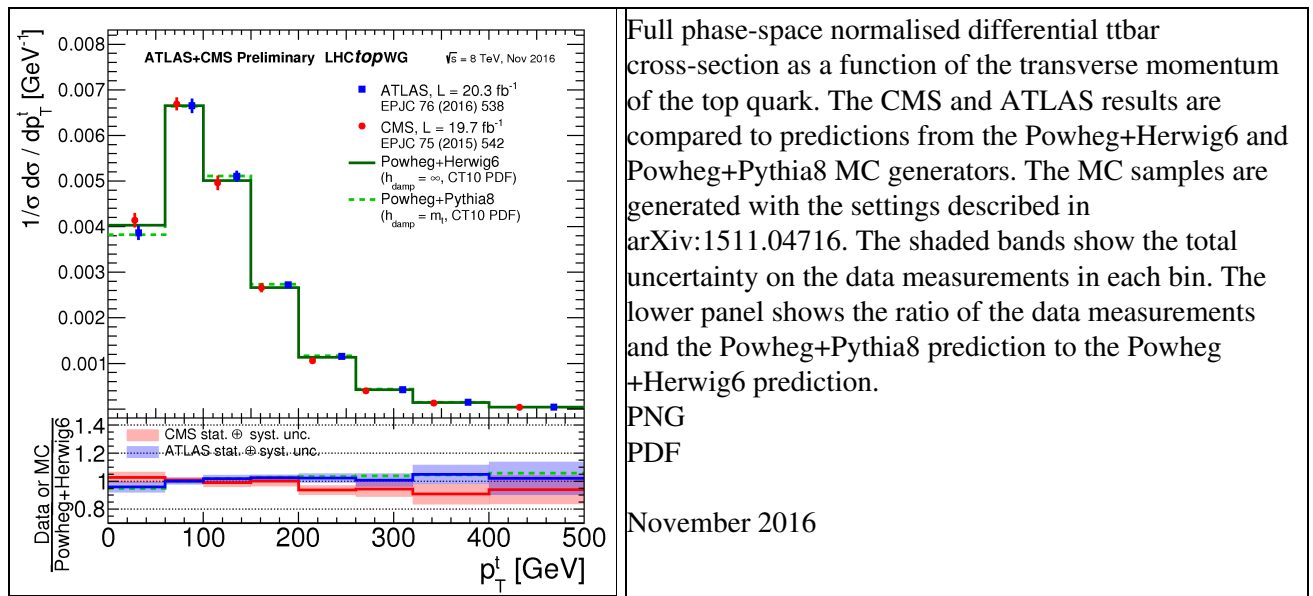 1/σ dσ / dp_T^t [GeV⁻¹]
0.008
0.007
0.006
0.005
0.004
0.003
0.002
0.001
ATLAS+CMS Preliminary LHCtopWG √s = 8 TeV, Nov 2016
ATLAS, L = 20.3 fb⁻¹
EPJC 76 (2016) 538
CMS, L = 19.7 fb⁻¹
EPJC 75 (2015) 542
Powheg+Herwig6
(h_damp = ∞, CT10 PDF)
Powheg+Pythia8
(h_damp = m_t, CT10 PDF)
Data or MC
Powheg+Herwig6
1.4
1.2
1
0.8
CMS stat. ⊕ syst. unc.
ATLAS stat. ⊕ syst. unc.
0 100 200 300 400 500
p_T^t [GeV]
Full phase-space normalised differential ttbar
cross-section as a function of the transverse momentum
of the top quark. The CMS and ATLAS results are
compared to predictions from the Powheg+Herwig6 and
Powheg+Pythia8 MC generators. The MC samples are
generated with the settings described in
arXiv:1511.04716. The shaded bands show the total
uncertainty on the data measurements in each bin. The
lower panel shows the ratio of the data measurements
and the Powheg+Pythia8 prediction to the Powheg
+Herwig6 prediction.
PNG
PDF
November 2016